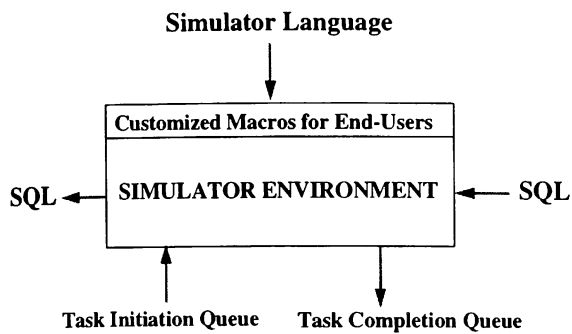 Simulator Language
Customized Macros for End-Users
SQL
SIMULATOR ENVIRONMENT
SQL
Task Initiation Queue
Task Completion Queue